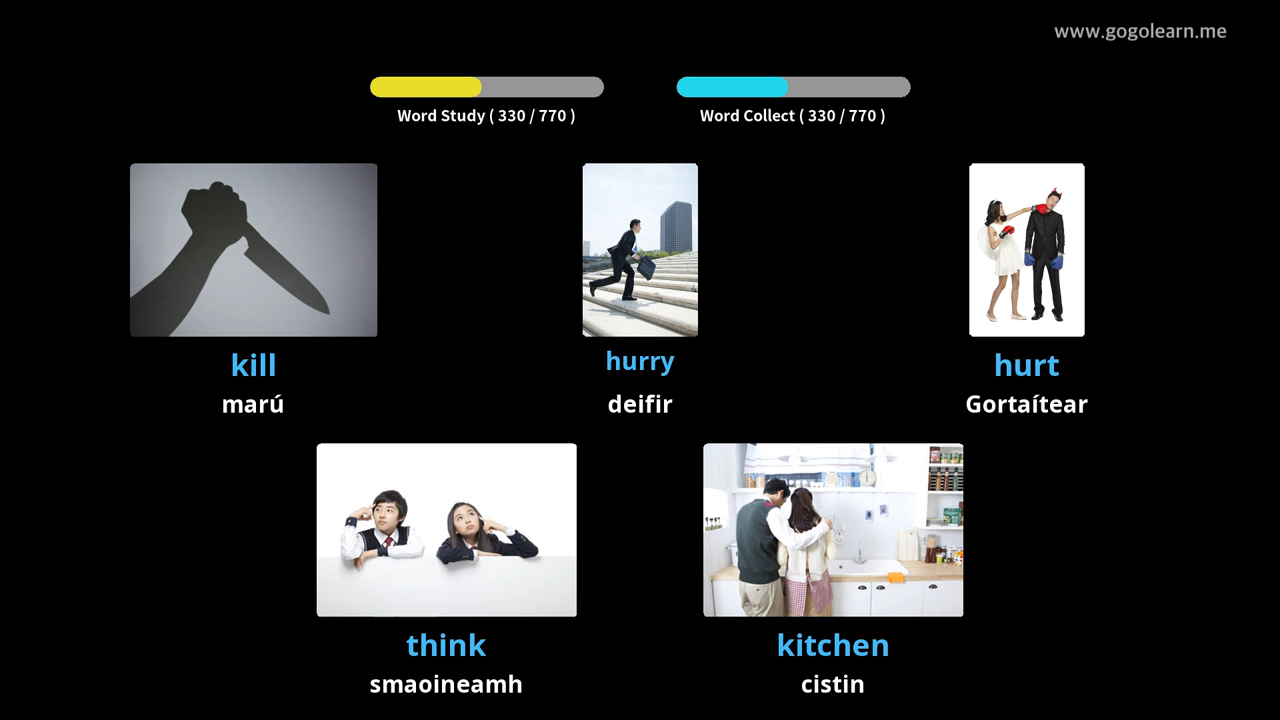 www.gogolearn.me
Word Study ( 330 / 770 )
Word Collect ( 330 / 770 )
kill
marú
hurry
deifir
hurt
Gortaítear
think
smaoineamh
kitchen
cistin